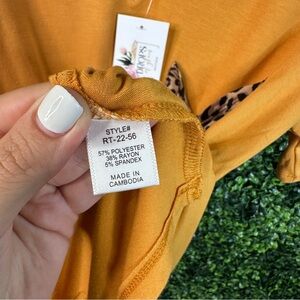 STYLE#
RT-22-56
57% POLYESTER
38% RAYON
5% SPANDEX
MADE IN
CAMBODIA